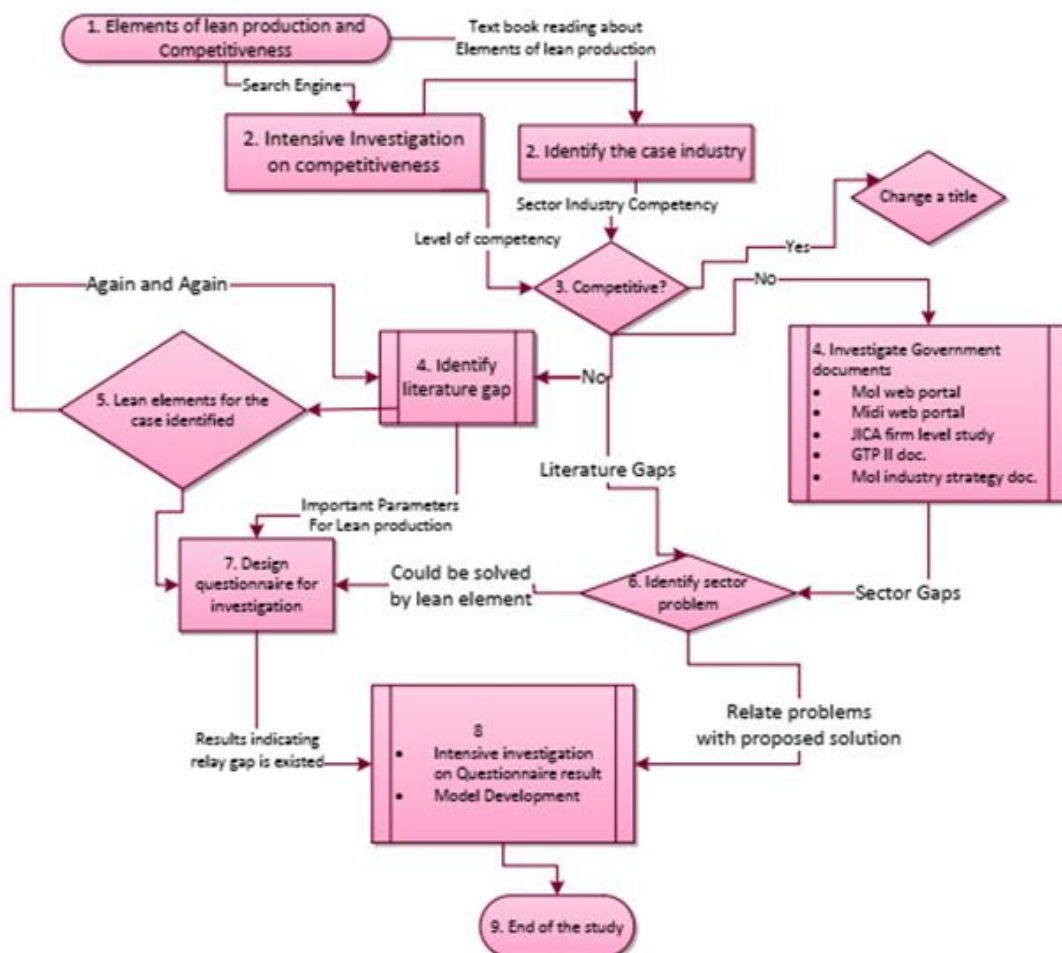 1. Elements of lean production and
Competitiveness
Text book reading about
Elements of lean production
Search Engine
2. Intensive Investigation
on competitiveness
2. Identify the case industry
Change a title
Sector Industry Competency
Level of competency
Yes
3. Competitive?
Again and Again
No
4. Identify
literature gap
No
4. Investigate Government
documents
• MoI web portal
• Midi web portal
• JICA firm level study
• GTP II doc.
• MoI industry strategy doc.
5. Lean elements for the
case identified
Literature Gaps
Important Parameters
For Lean production
7. Design
questionnaire for
investigation
Could be solved
by lean element
6. Identify sector
problem
Sector Gaps
Results indicating
relay gap is existed
8
• Intensive investigation
on Questionnaire result
• Model Development
Relate problems
with proposed solution
9. End of the study